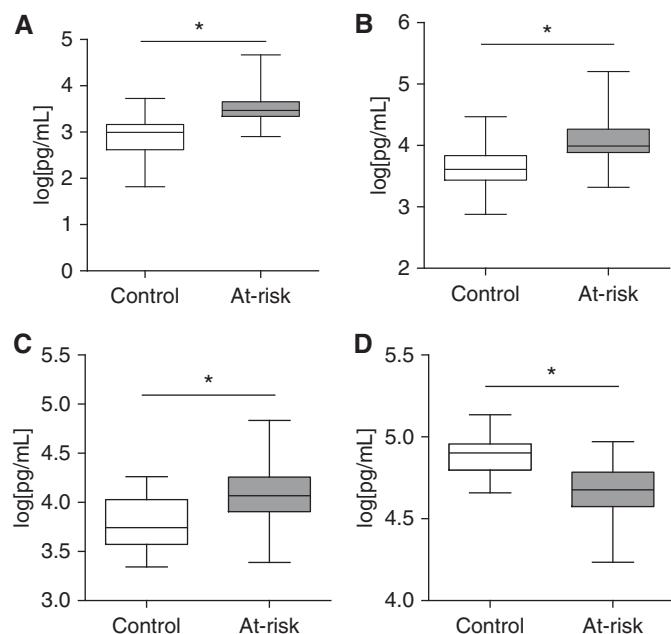 A
*
log[pg/mL]
5
4
3
2
1
0
Control
At-risk
B
*
log[pg/mL]
6
5
4
3
2
Control
At-risk
C
*
log[pg/mL]
5.5
5.0
4.5
4.0
3.5
3.0
Control
At-risk
D
*
log[pg/mL]
5.5
5.0
4.5
4.0
Control
At-risk